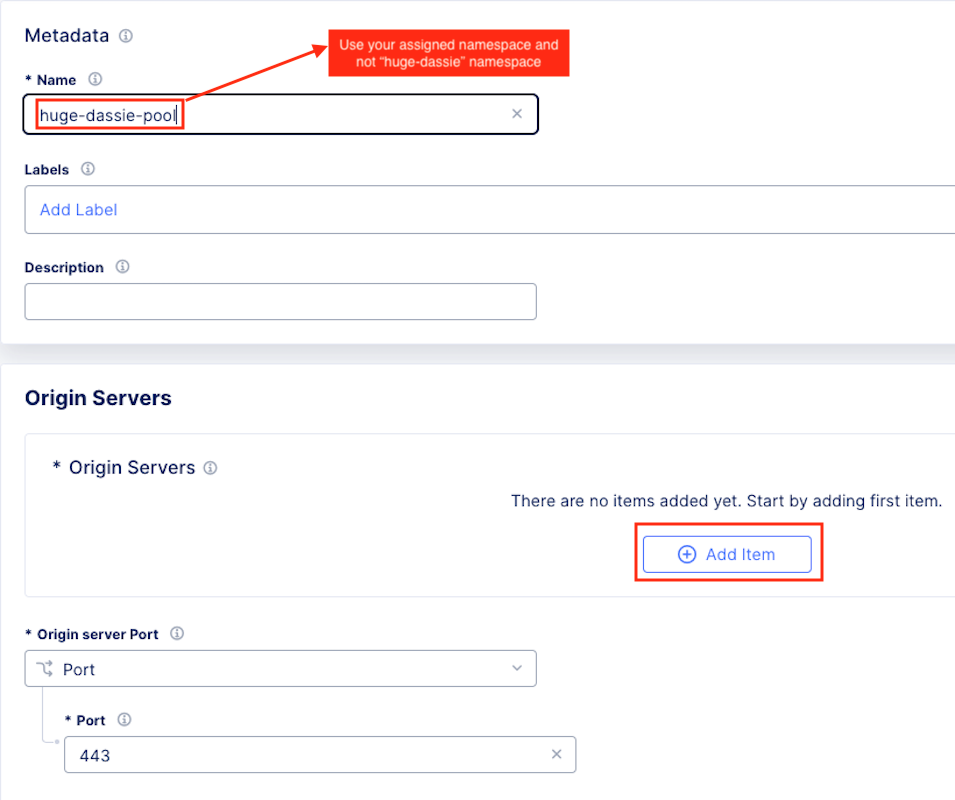 Metadata
Use your assigned namespace and
not “huge-dassie” namespace
* Name
huge-dassie-pool
Labels
Add Label
Description
Origin Servers
* Origin Servers
There are no items added yet. Start by adding first item.
Add Item
* Origin server Port
Port
* Port
443